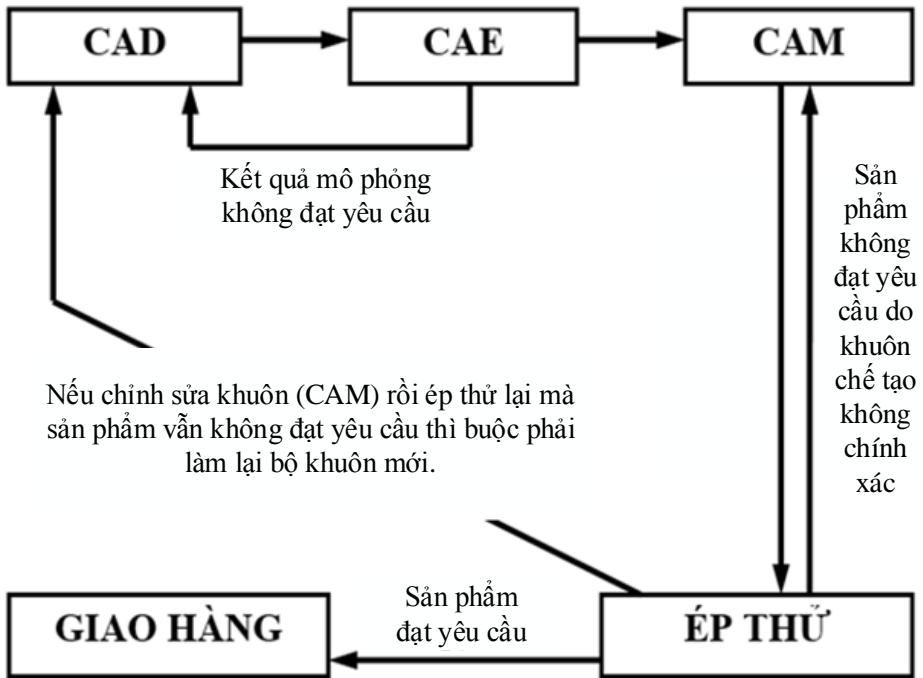 CAD
CAE
CAM
Kết quả mô phỏng
không đạt yêu cầu
Sản
phẩm
không
đạt yêu
cầu do
khuôn
chế tạo
không
chính
xác
Nếu chỉnh sửa khuôn (CAM) rồi ép thử lại mà
sản phẩm vẫn không đạt yêu cầu thì buộc phải
làm lại bộ khuôn mới.
GIAO HÀNG
Sản phẩm
đạt yêu cầu
ÉP THỬ